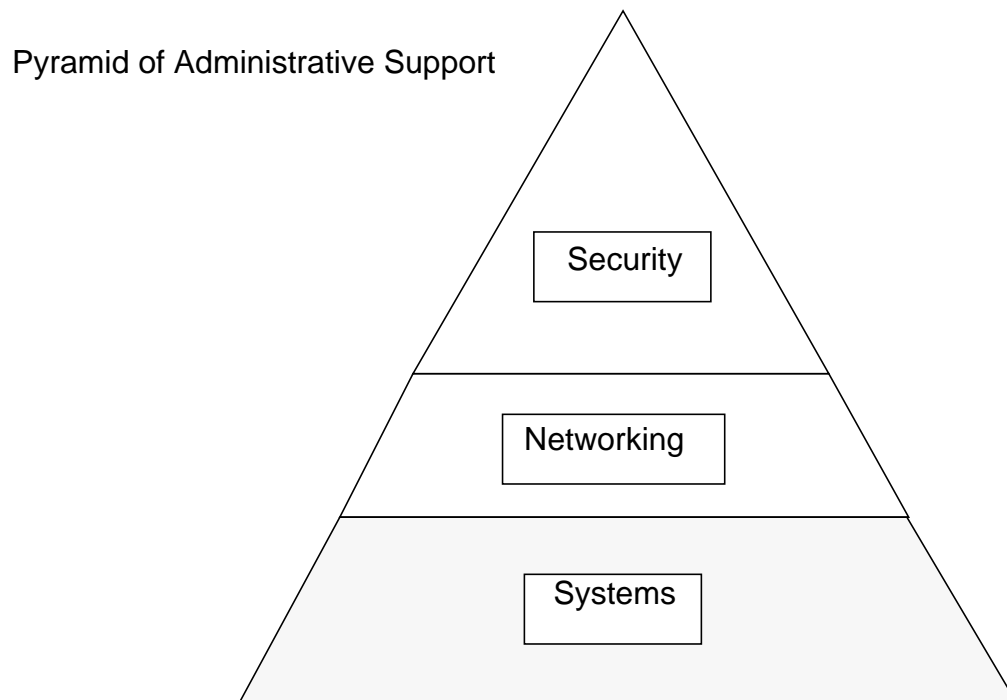 Pyramid of Administrative Support
Security
Networking
Systems